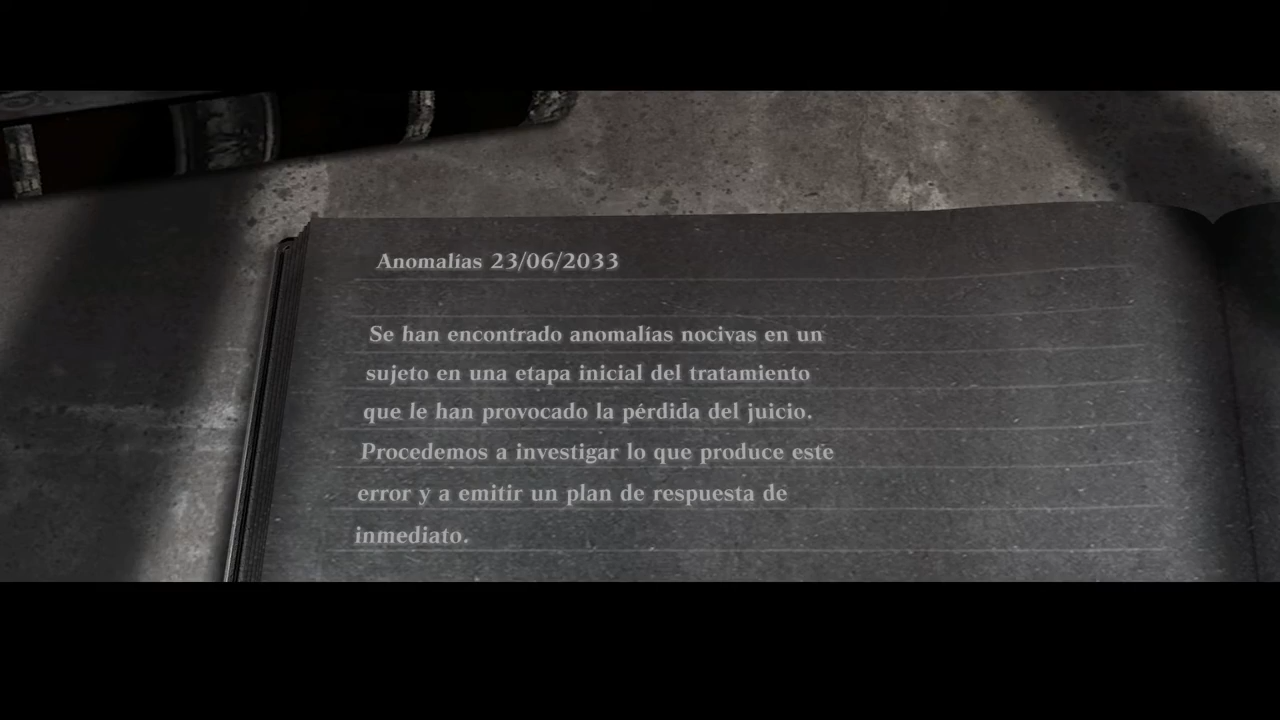 Anomalías 23/06/2033
Se han encontrado anomalías nocivas en un
sujeto en una etapa inicial del tratamiento
que le han provocado la pérdida del juicio.
Procedemos a investigar lo que produce este
error y a emitir un plan de respuesta de
inmediato.